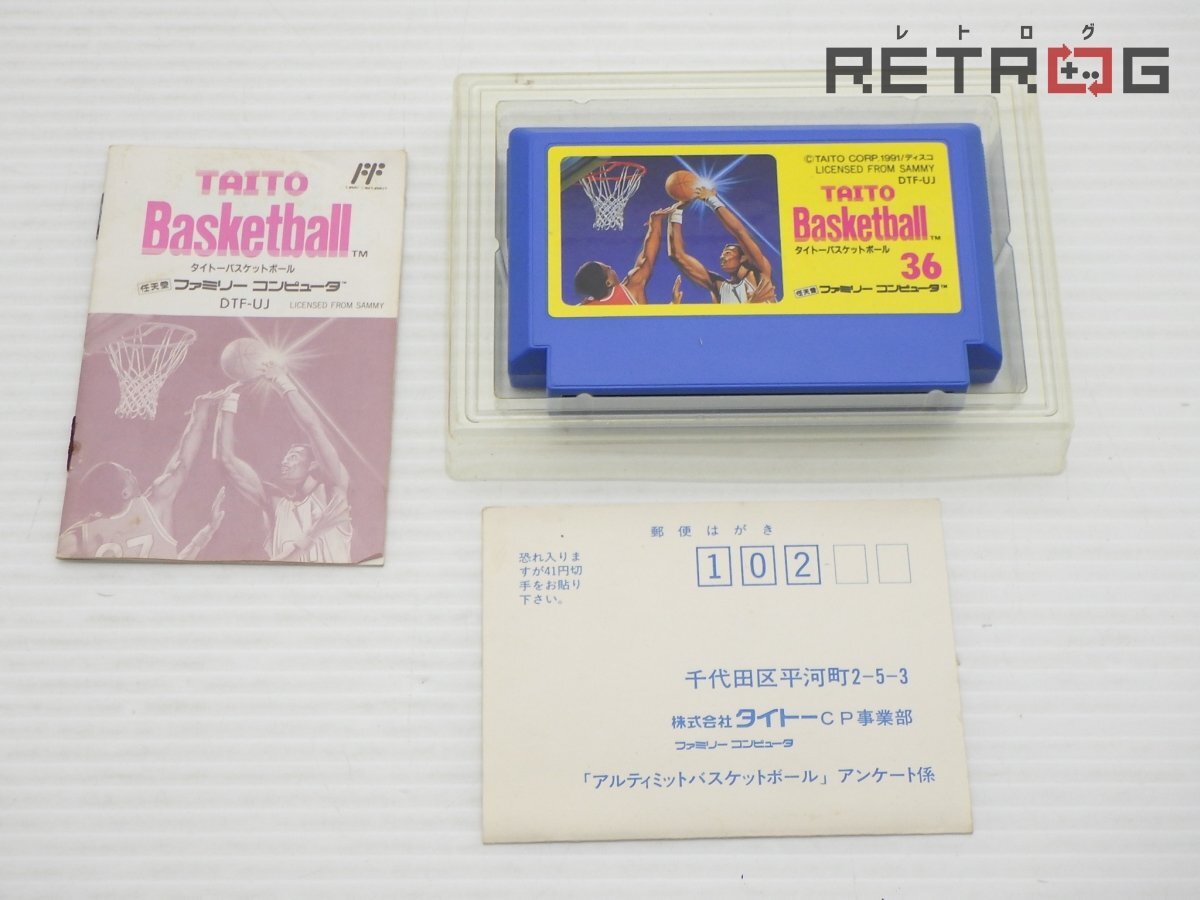 レトログ
RETROG
TAITO
Basketball™
タイトーバスケットボール
任天堂 ファミリー コンピュータ™
DTF-UJ LICENSED FROM SAMMY
©TAITO CORP.1991/ディスコ
LICENSED FROM SAMMY
DTF-UJ
TAITO
Basketball™
タイトーバスケットボール
36
任天堂 ファミリー コンピュータ™
郵便はがき
恐れ入りま
すが41円切
手をお貼り
下さい。
102
千代田区平河町2-5-3
株式会社 タイトーCP事業部
ファミリー コンピュータ
「アルティミットバスケットボール」アンケート係